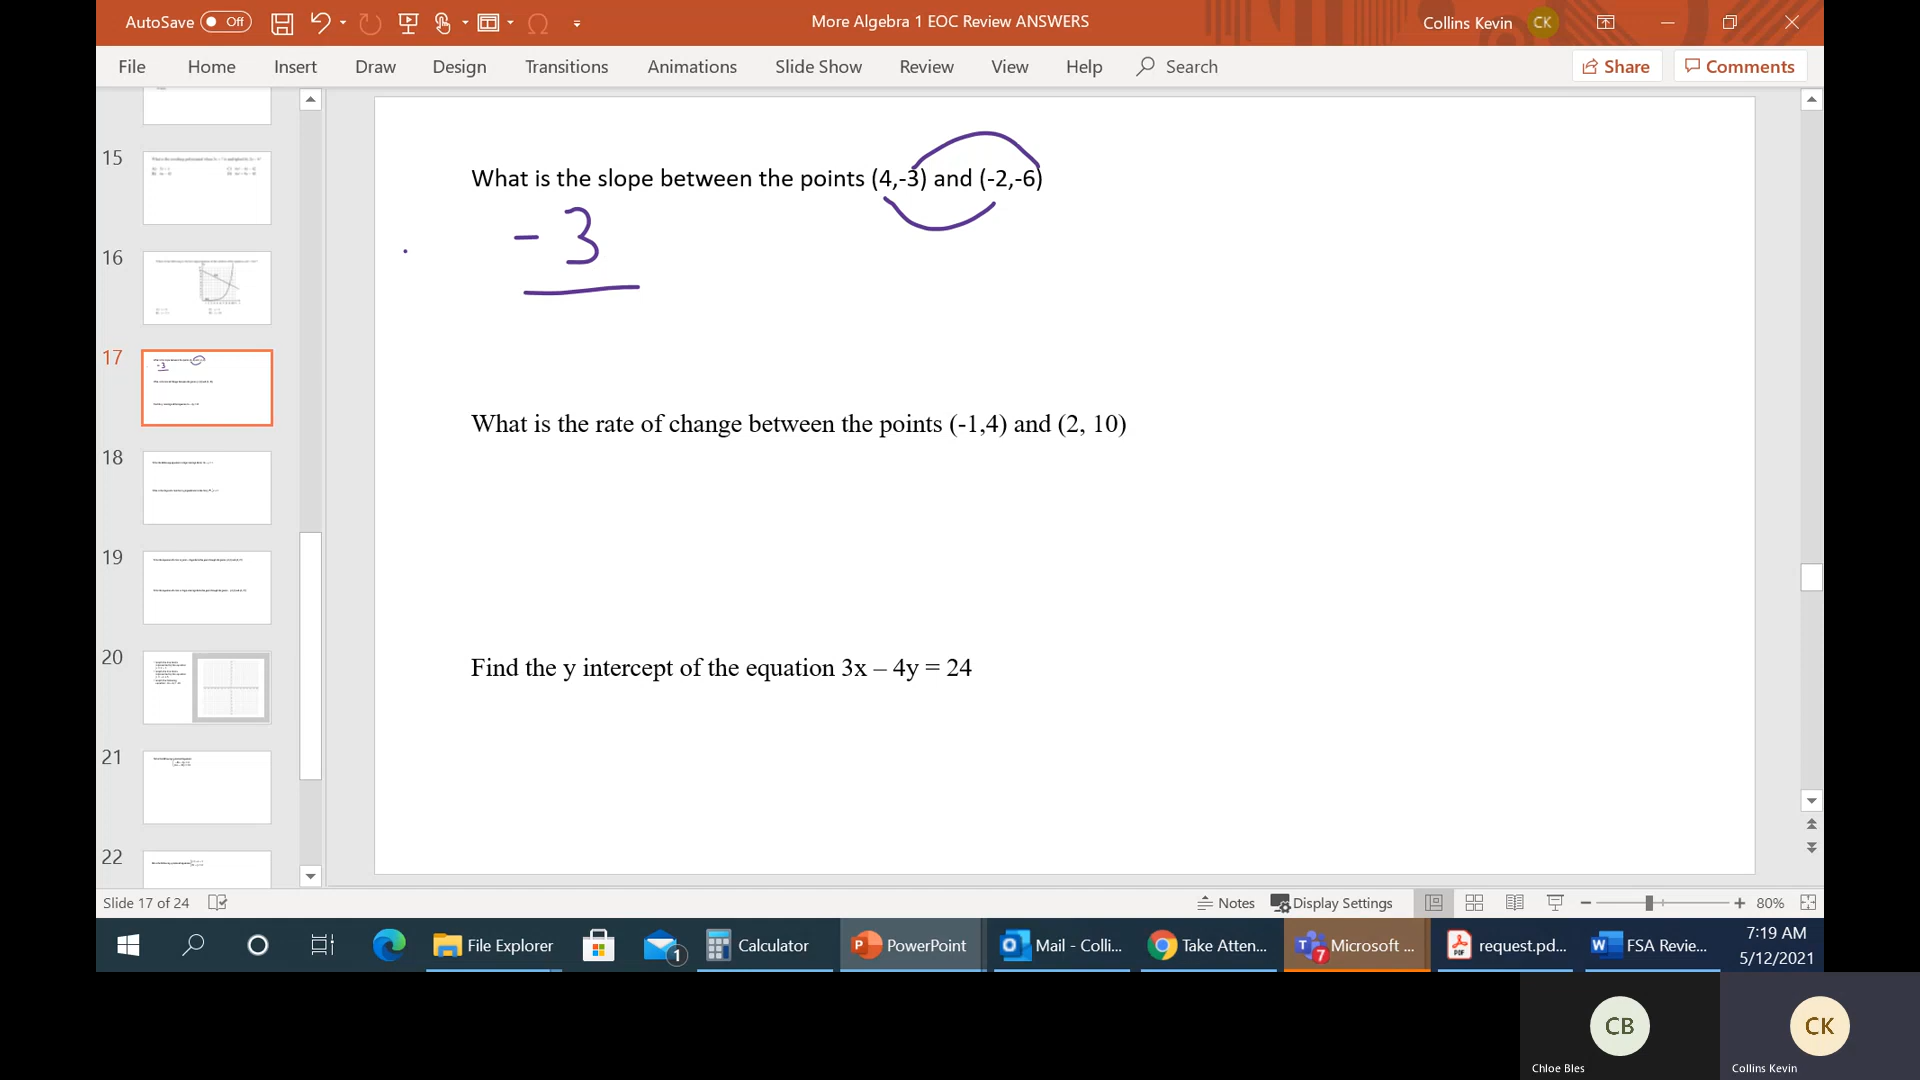 AutoSave Off More Algebra 1 EOC Review ANSWERS Collins Kevin CK
File Home Insert Draw Design Transitions Animations Slide Show Review View Help Search Share Comments
15
16
17
18
19
20
21
22
What is the slope between the points (4,-3) and (-2,-6)
- 3
What is the rate of change between the points (-1,4) and (2, 10)
Find the y intercept of the equation 3x – 4y = 24
Slide 17 of 24 Notes Display Settings 80%
File Explorer 1 Calculator PowerPoint Mail - Colli... Take Atten... 7 Microsoft ... request.pd... FSA Revie... 7:19 AM
5/12/2021
CB CK
Chloe Bles Collins Kevin